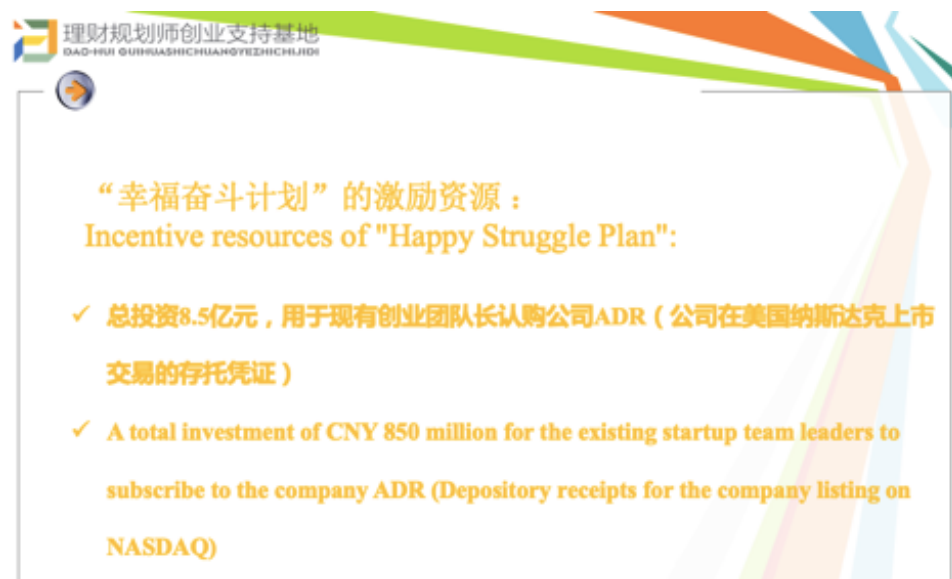 理财规划师创业支持基地
DAO-HUI GUIHUASHICHUANGYEZHICHIJIDI
“幸福奋斗计划”的激励资源：
Incentive resources of "Happy Struggle Plan":
✓ 总投资8.5亿元，用于现有创业团队长认购公司ADR（公司在美国纳斯达克上市
交易的存托凭证）
✓ A total investment of CNY 850 million for the existing startup team leaders to
subscribe to the company ADR (Depository receipts for the company listing on
NASDAQ)